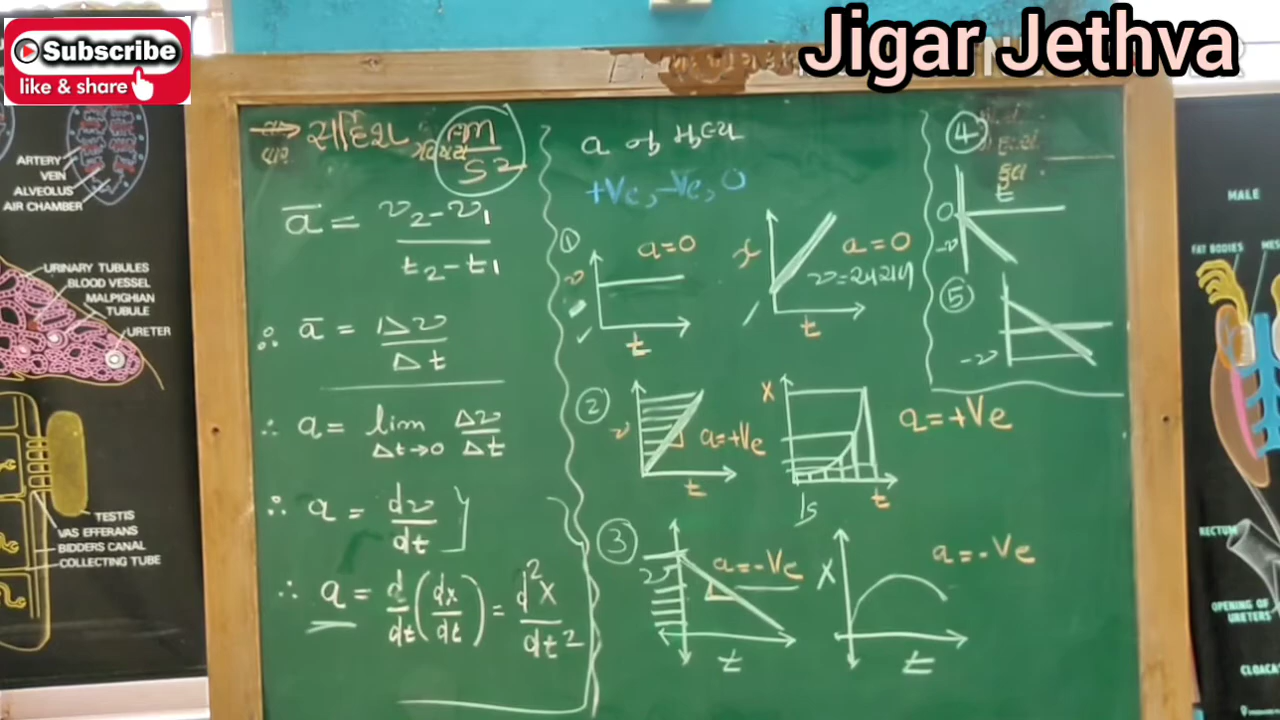 Subscribe
like & share
Jigar Jethva
ARTERY
VEIN
ALVEOLUS
AIR CHAMBER
URINARY TUBULES
BLOOD VESSEL
MALPIGHIAN
TUBULE
URETER
TESTIS
VAS EFFERANS
BIDDERS CANAL
COLLECTING TUBE
સાદિશ m/s2
a̅ = v2-v1 / t2-t1
∴ a̅ = Δv / Δt
∴ a = lim Δt→0 Δv/Δt
∴ a = dv/dt
∴ a = d/dt (dx/dt) = d²x/dt²
a નું મૂલ્ય
+Ve, -Ve, 0
① v a=0 t
x a=0 t
v=અચળ
② v a=+Ve t
x 1s t a=+Ve
③ v a=-Ve t
x a=-Ve t
④
t
0
-v
⑤
-v
MALE
FAT BODIES
RECTUM
OPENING OF
URETERS